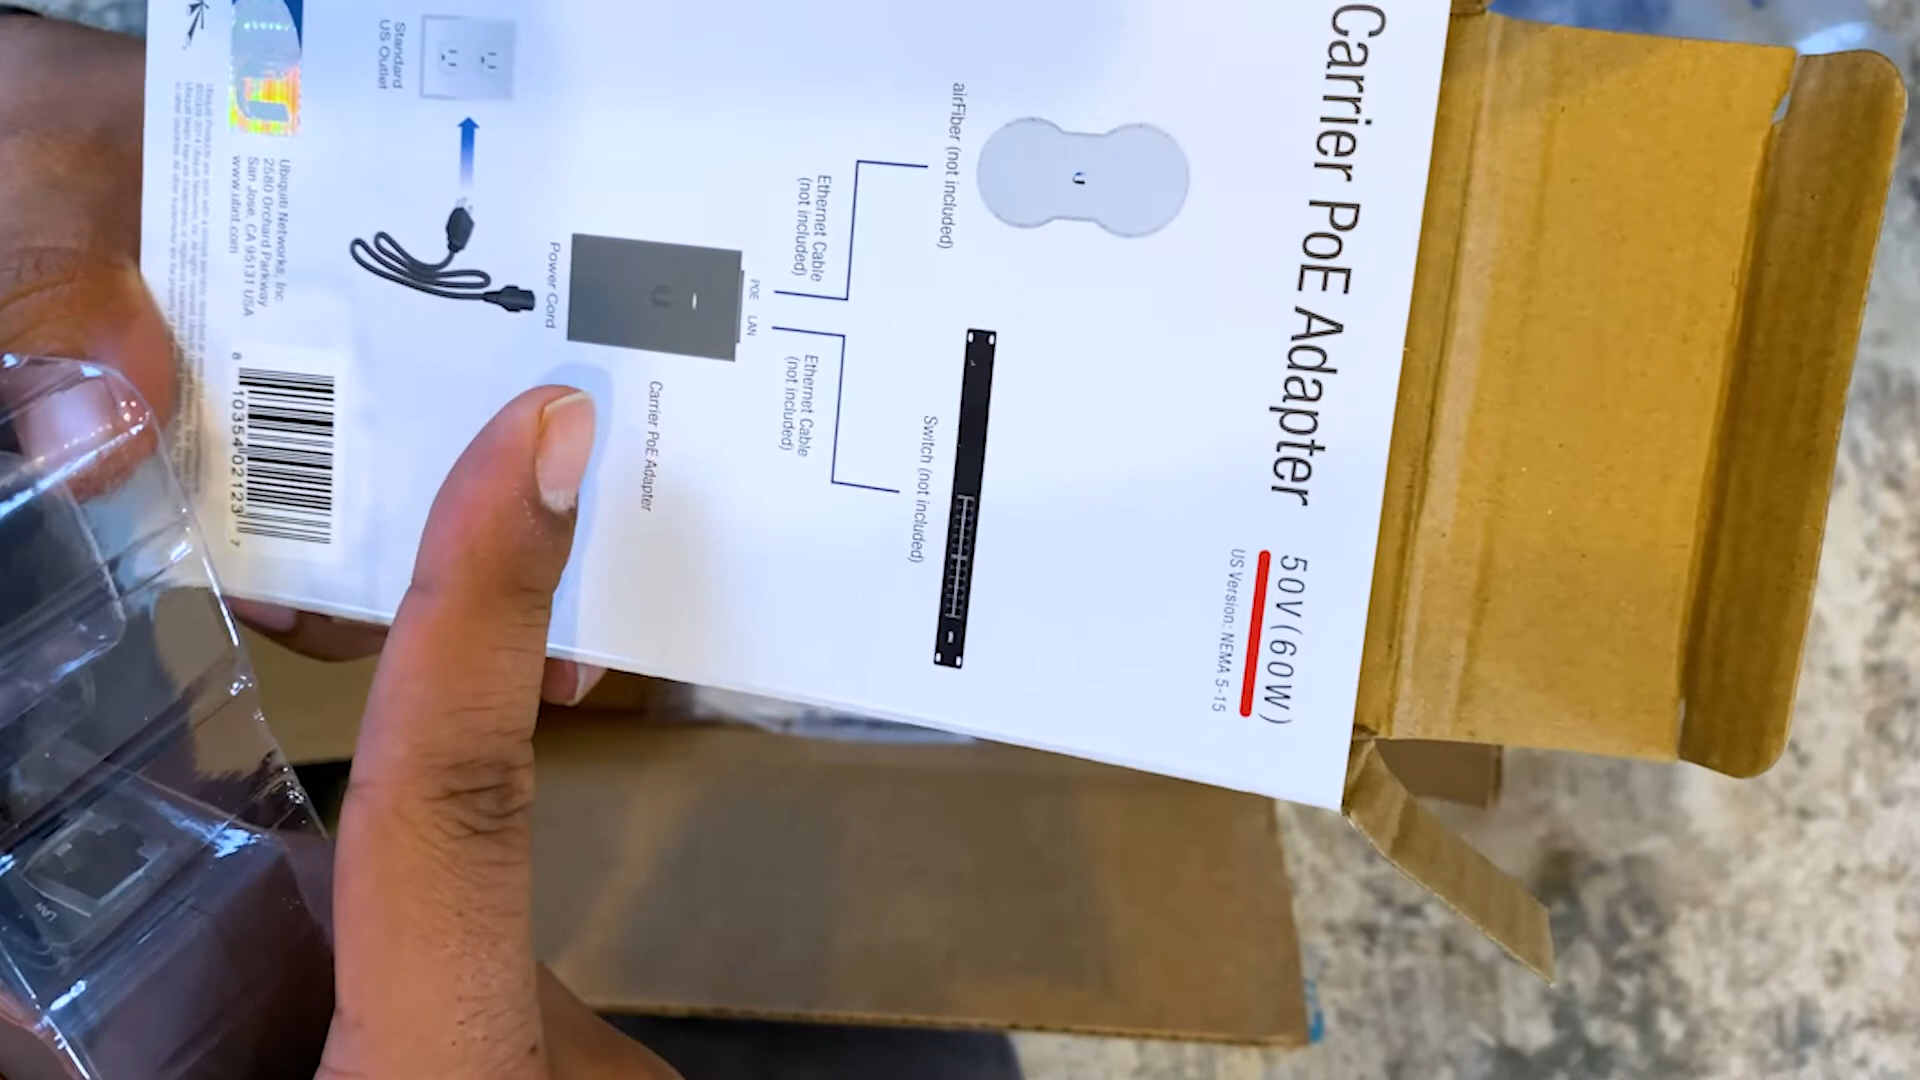 Carrier PoE Adapter 50V(60W)
US Version: NEMA 5-15
airFiber (not included)
Switch (not included)
Ethernet Cable
(not included)
Ethernet Cable
(not included)
POE LAN
Carrier PoE Adapter
Power Cord
Standard
US Outlet
Ubiquiti Networks, Inc.
2580 Orchard Parkway
San Jose, CA 95131 USA
www.ubnt.com
8 10354 02123 7
LAN